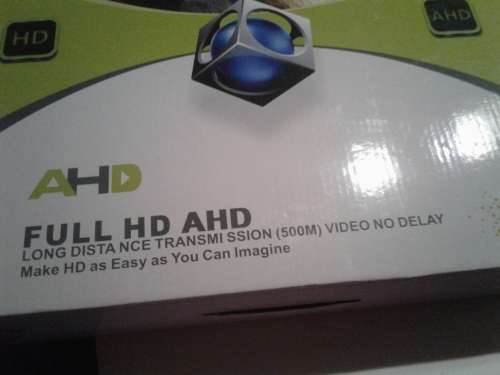 HD
AHD
AHD
FULL HD AHD
LONG DISTA NCE TRANSMI SSION (500M) VIDEO NO DELAY
Make HD as Easy as You Can Imagine